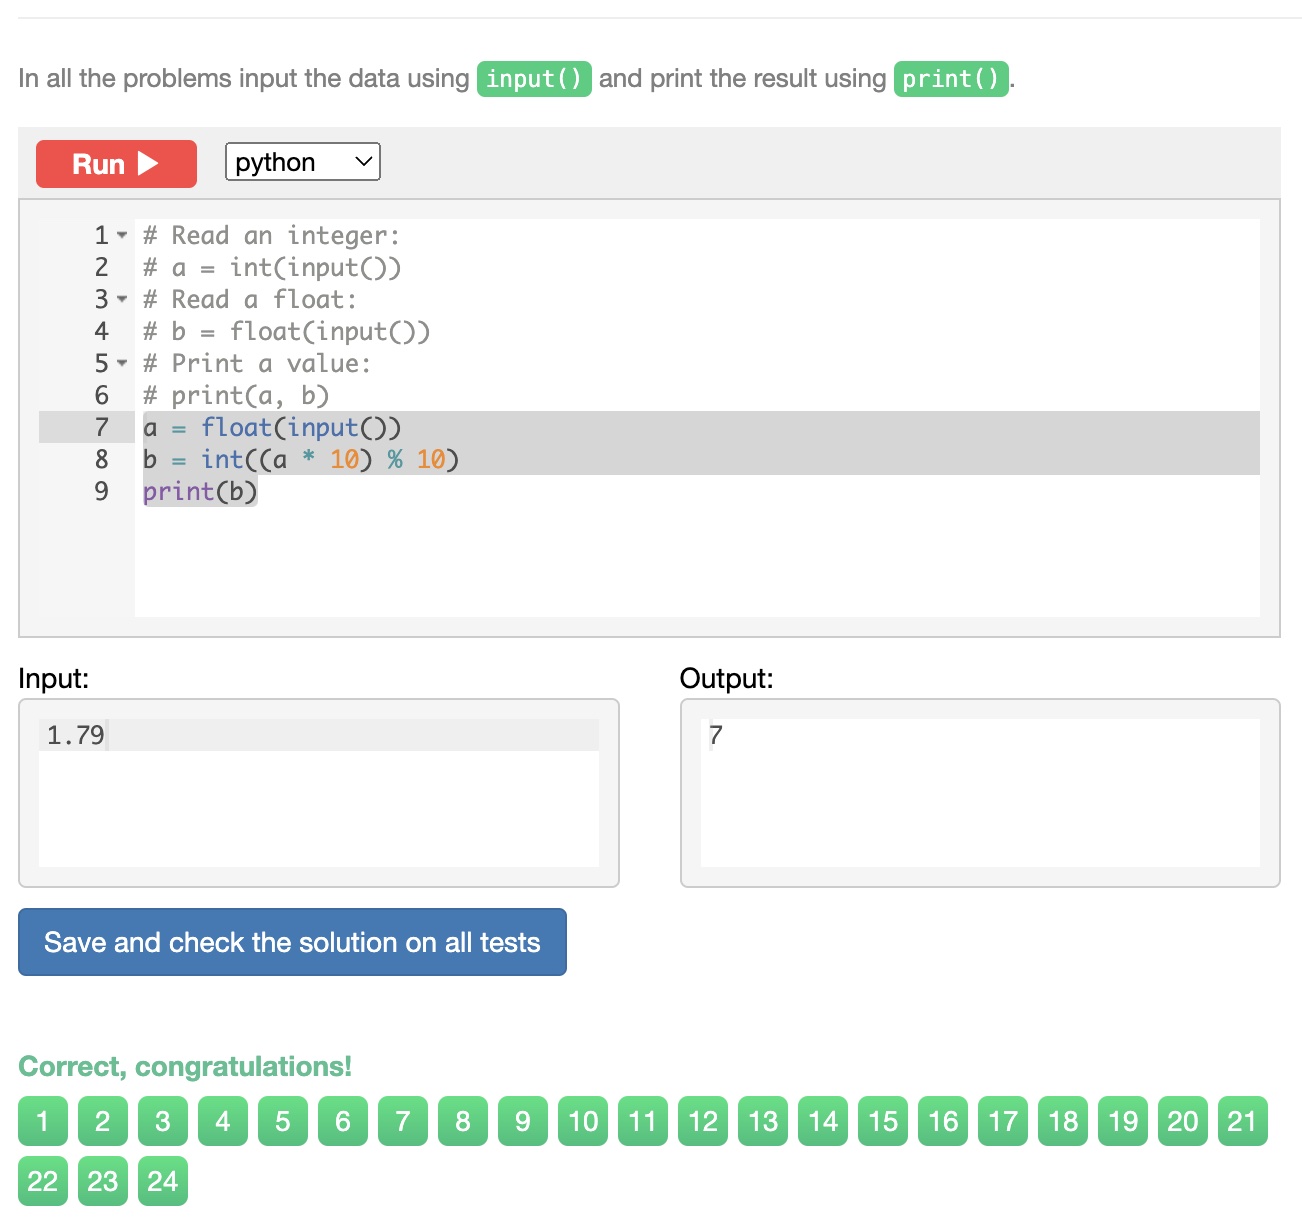 In all the problems input the data using input() and print the result using print().
Run python
1 # Read an integer:
2 # a = int(input())
3 # Read a float:
4 # b = float(input())
5 # Print a value:
6 # print(a, b)
7 a = float(input())
8 b = int((a * 10) % 10)
9 print(b)
Input: Output:
1.79 7
Save and check the solution on all tests
Correct, congratulations!
1 2 3 4 5 6 7 8 9 10 11 12 13 14 15 16 17 18 19 20 21
22 23 24